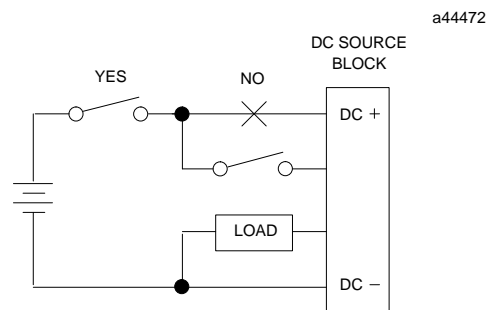 a44472
DC SOURCE
BLOCK
YES
NO
DC +
LOAD
DC −